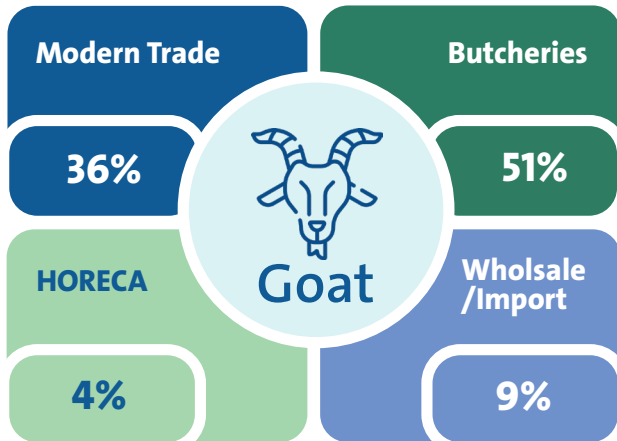 Modern Trade
36%
Butcheries
51%
Goat
HORECA
4%
Wholsale
/Import
9%